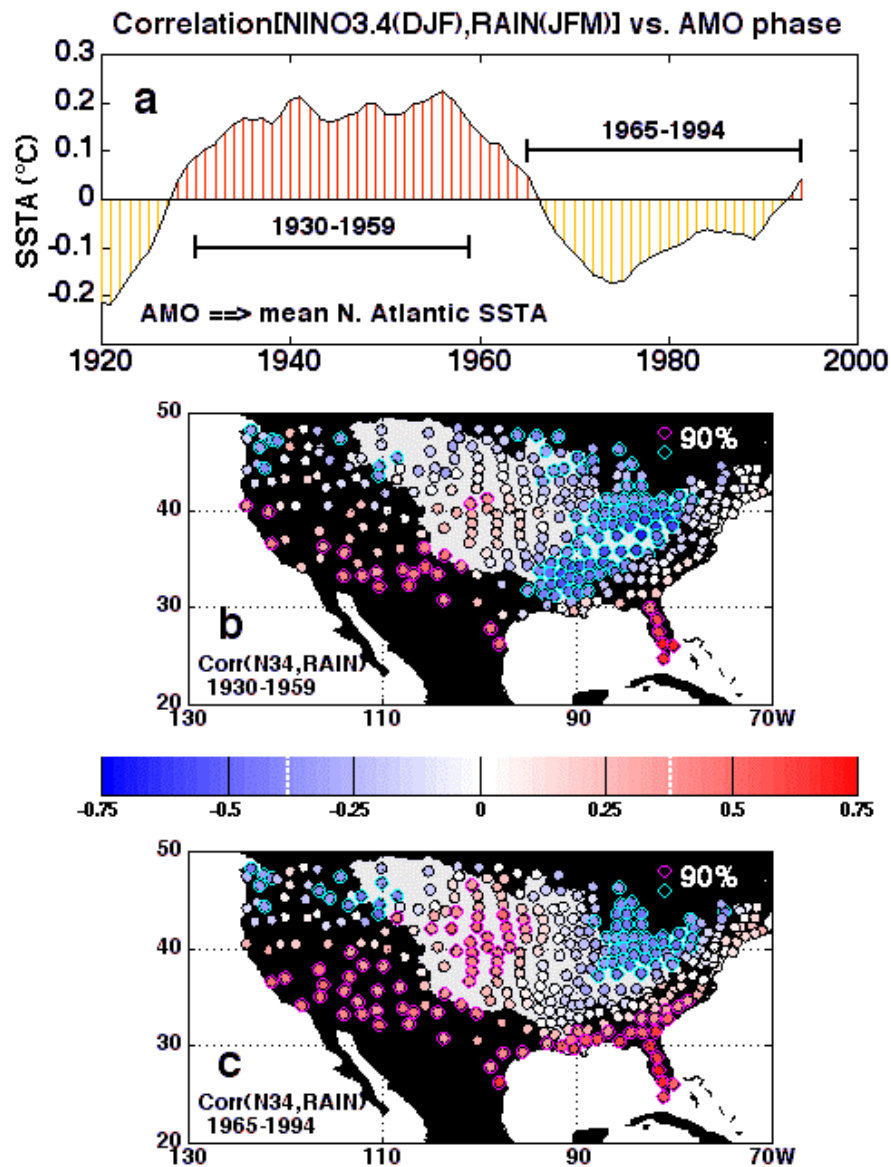 Correlation[NINO3.4(DJF),RAIN(JFM)] vs. AMO phase
0.3
a
0.2
1965-1994
0.1
SSTA (°C)
0
1930-1959
-0.1
-0.2
AMO ==> mean N. Atlantic SSTA
1920 1940 1960 1980 2000
50
90%
40
30
b
Corr(N34,RAIN)
1930-1959
20
130 110 90 70W
-0.75 -0.5 -0.25 0 0.25 0.5 0.75
50
90%
40
30
c
Corr(N34,RAIN)
1965-1994
20
130 110 90 70W